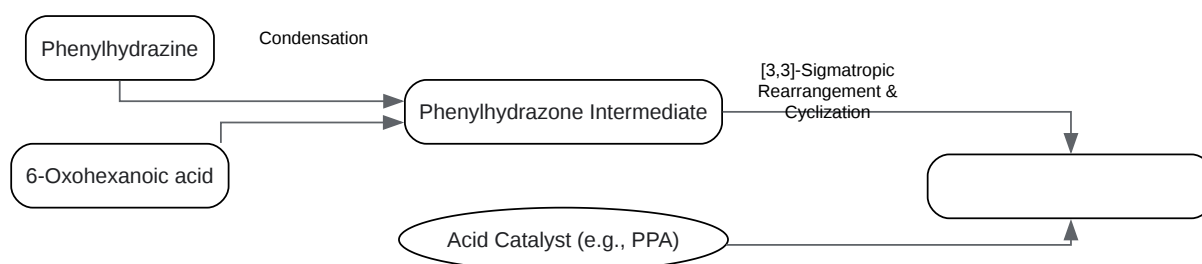 Phenylhydrazine
Condensation
[3,3]-Sigmatropic
Rearrangement &
Cyclization
Phenylhydrazone Intermediate
6-Oxohexanoic acid
Acid Catalyst (e.g., PPA)